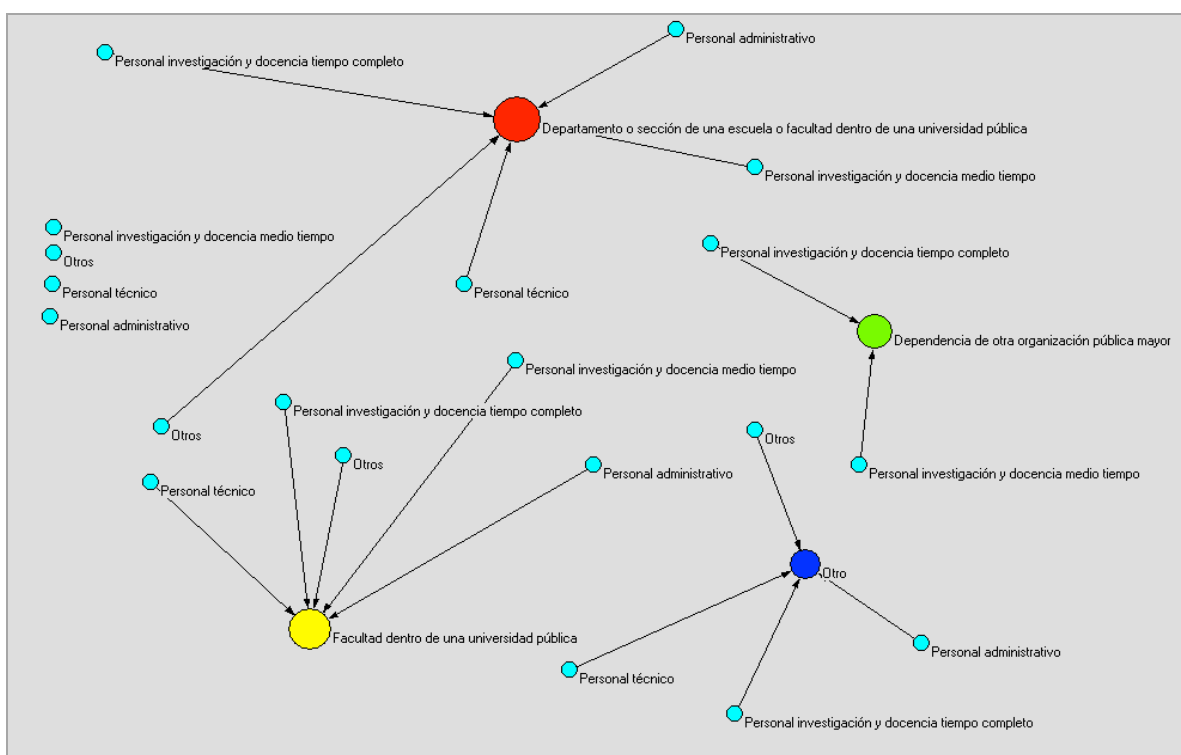 Personal administrativo
Personal investigación y docencia tiempo completo
Departamento o sección de una escuela o facultad dentro de una universidad pública
Personal investigación y docencia medio tiempo
Personal investigación y docencia medio tiempo
Otros
Personal técnico
Personal administrativo
Personal investigación y docencia tiempo completo
Personal técnico
Dependencia de otra organización pública mayor
Personal investigación y docencia medio tiempo
Personal investigación y docencia tiempo completo
Otros
Otros
Otros
Personal administrativo
Personal investigación y docencia medio tiempo
Personal técnico
Otro
Facultad dentro de una universidad pública
Personal administrativo
Personal técnico
Personal investigación y docencia tiempo completo